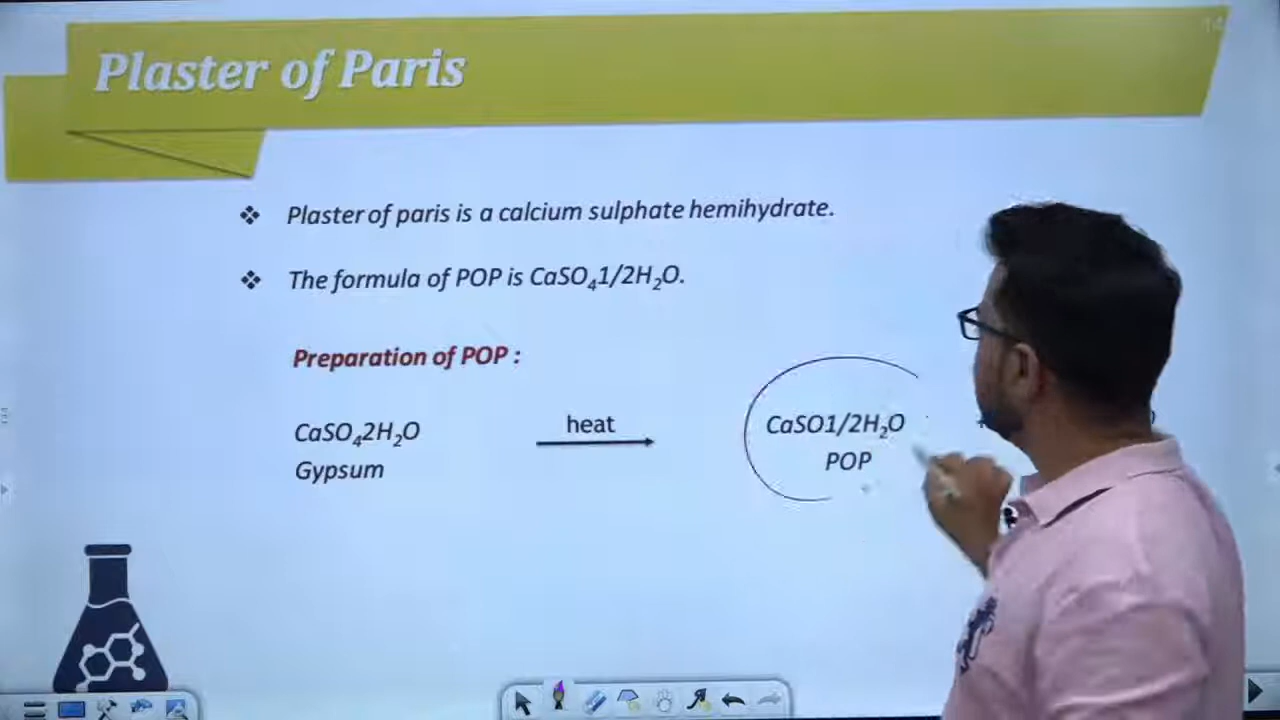 14
Plaster of Paris
❖ Plaster of paris is a calcium sulphate hemihydrate.
❖ The formula of POP is CaSO₄1/2H₂O.
Preparation of POP :
CaSO₄2H₂O heat CaSO1/2H₂O
Gypsum POP